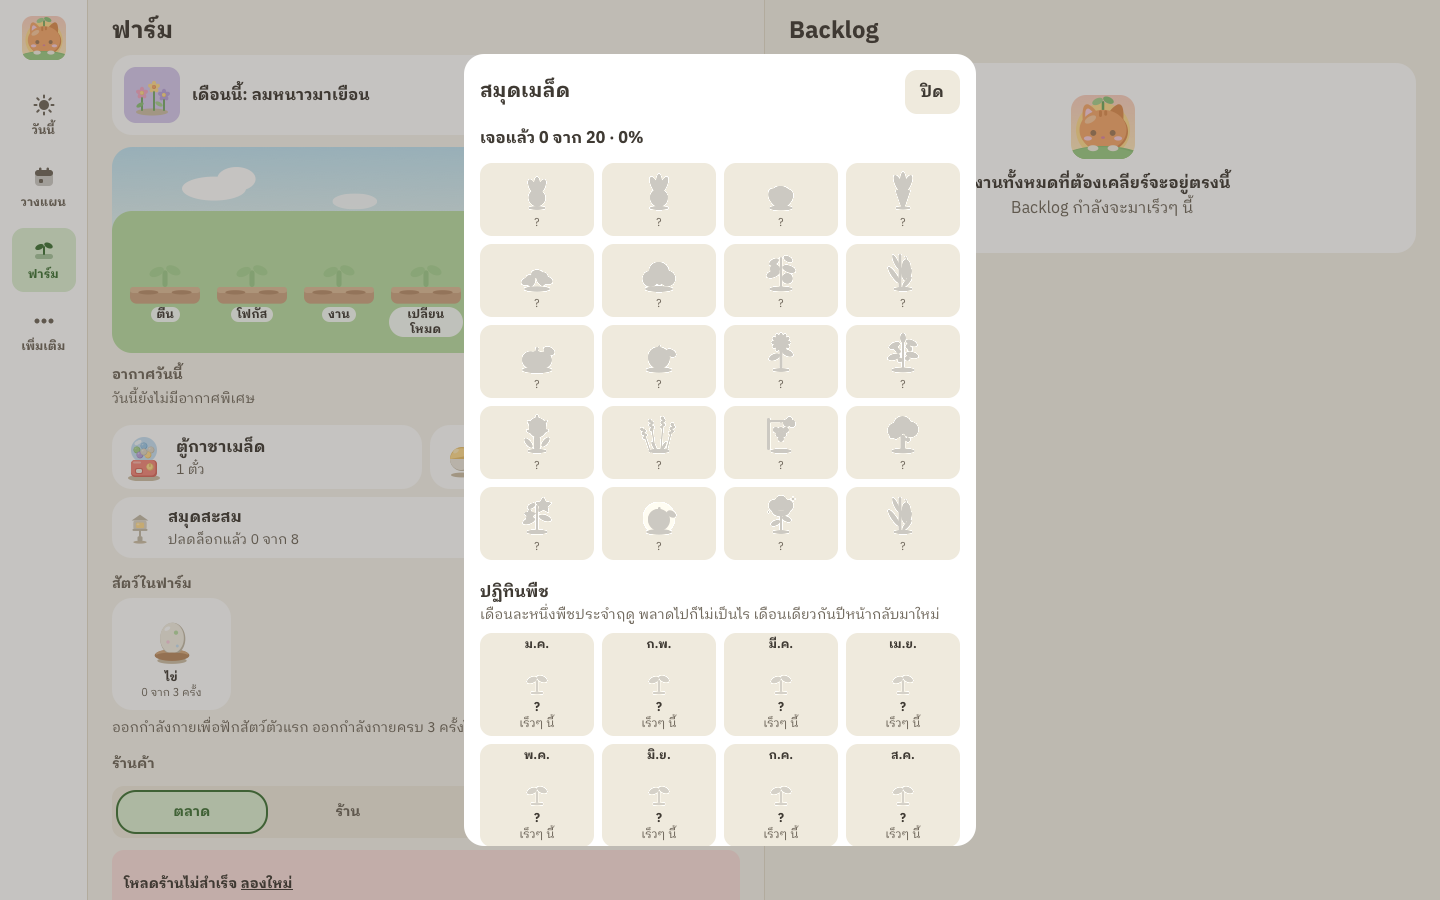 วันนี้
วางแผน
ฟาร์ม
เพิ่มเติม
ฟาร์ม
เดือนนี้: ลมหนาวมาเยือน
ตื่น
โฟกัส
งาน
เปลี่ยน
โหมด
อากาศวันนี้
วันนี้ยังไม่มีอากาศพิเศษ
ตู้กาชาเมล็ด
1 ตั๋ว
สมุดสะสม
ปลดล็อกแล้ว 0 จาก 8
สัตว์ในฟาร์ม
ไข่
0 จาก 3 ครั้ง
ออกกำลังกายเพื่อฟักสัตว์ตัวแรก ออกกำลังกายครบ 3 ครั้ง
ร้านค้า
ตลาด
ร้าน
โหลดร้านไม่สำเร็จ ลองใหม่
สมุดเมล็ด
ปิด
เจอแล้ว 0 จาก 20 · 0%
? ? ? ?
? ? ? ?
? ? ? ?
? ? ? ?
? ? ? ?
ปฏิทินพืช
เดือนละหนึ่งพืชประจำฤดู พลาดไปก็ไม่เป็นไร เดือนเดียวกันปีหน้ากลับมาใหม่
ม.ค. ก.พ. มี.ค. เม.ย.
? ? ? ?
เร็วๆ นี้ เร็วๆ นี้ เร็วๆ นี้ เร็วๆ นี้
พ.ค. มิ.ย. ก.ค. ส.ค.
? ? ? ?
เร็วๆ นี้ เร็วๆ นี้ เร็วๆ นี้ เร็วๆ นี้
Backlog
งานทั้งหมดที่ต้องเคลียร์จะอยู่ตรงนี้
Backlog กำลังจะมาเร็วๆ นี้